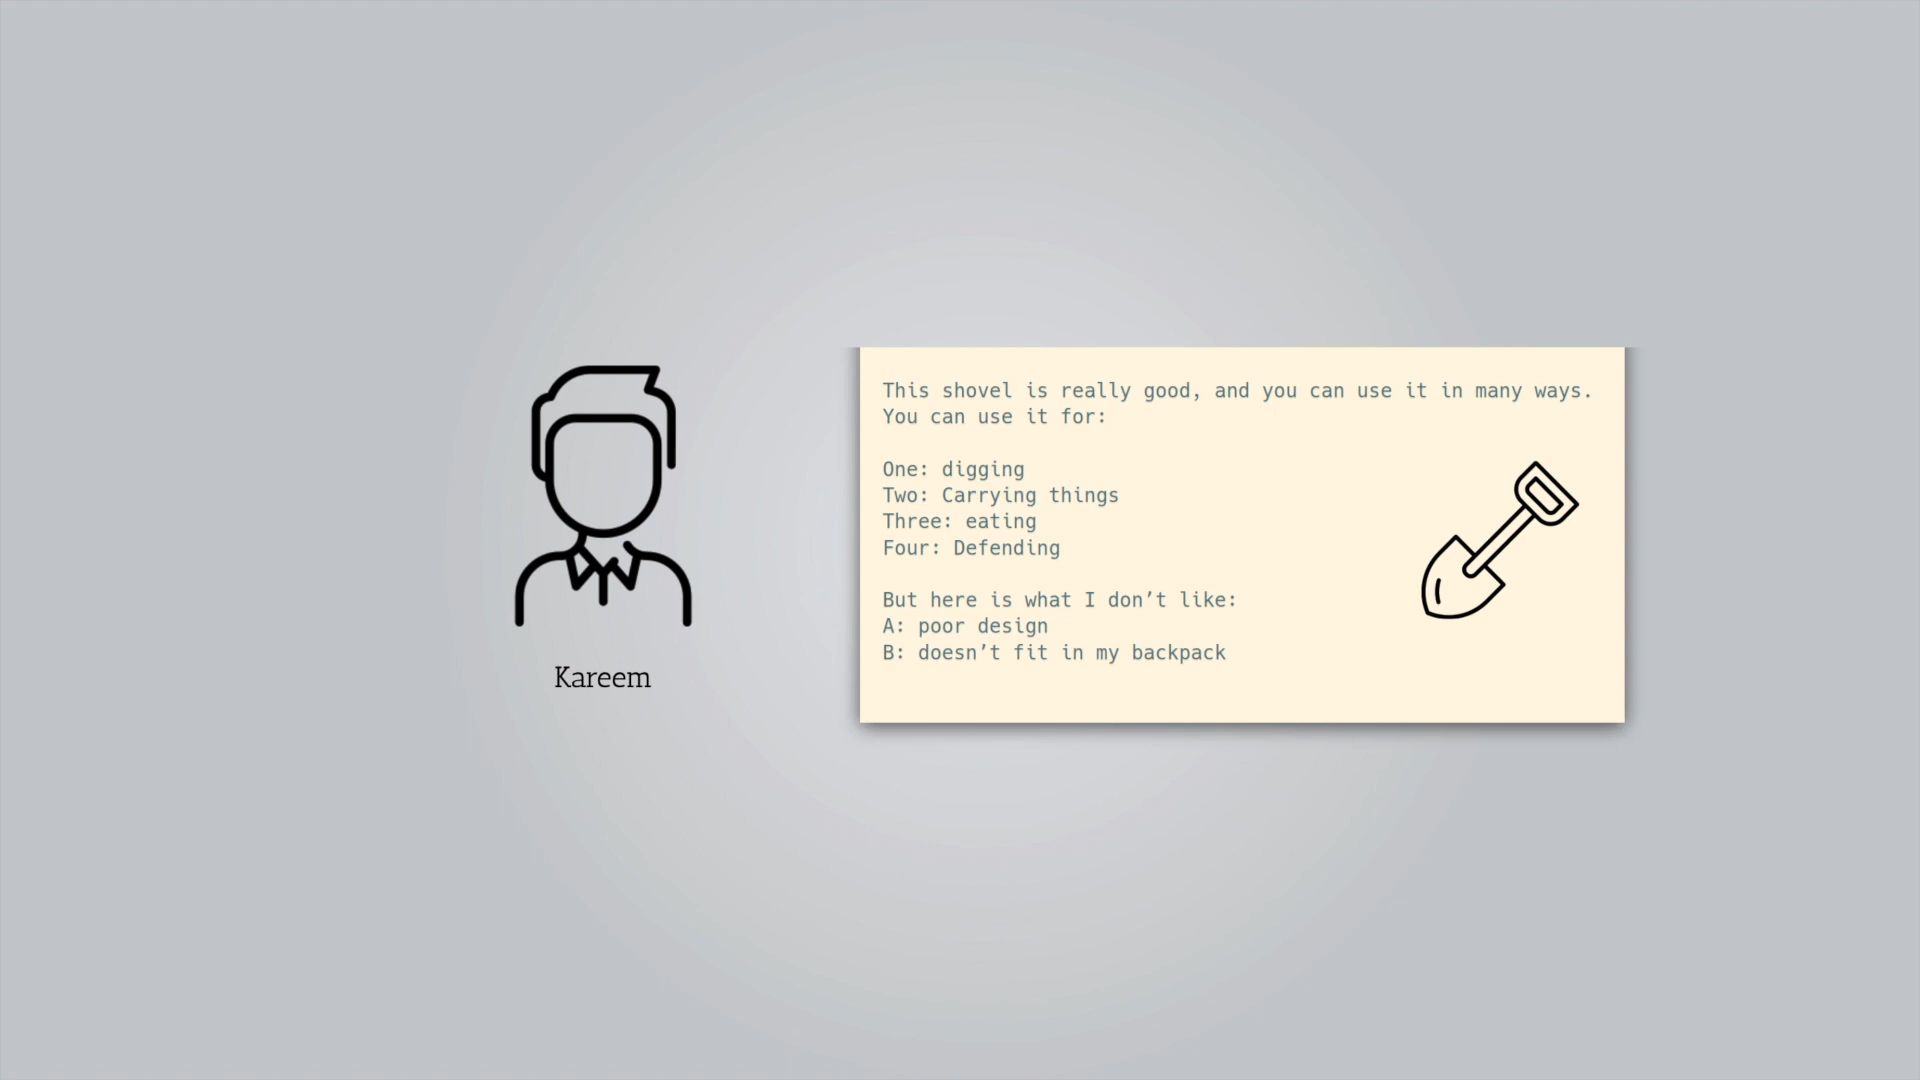 Kareem
This shovel is really good, and you can use it in many ways.
You can use it for:
One: digging
Two: Carrying things
Three: eating
Four: Defending
But here is what I don’t like:
A: poor design
B: doesn’t fit in my backpack